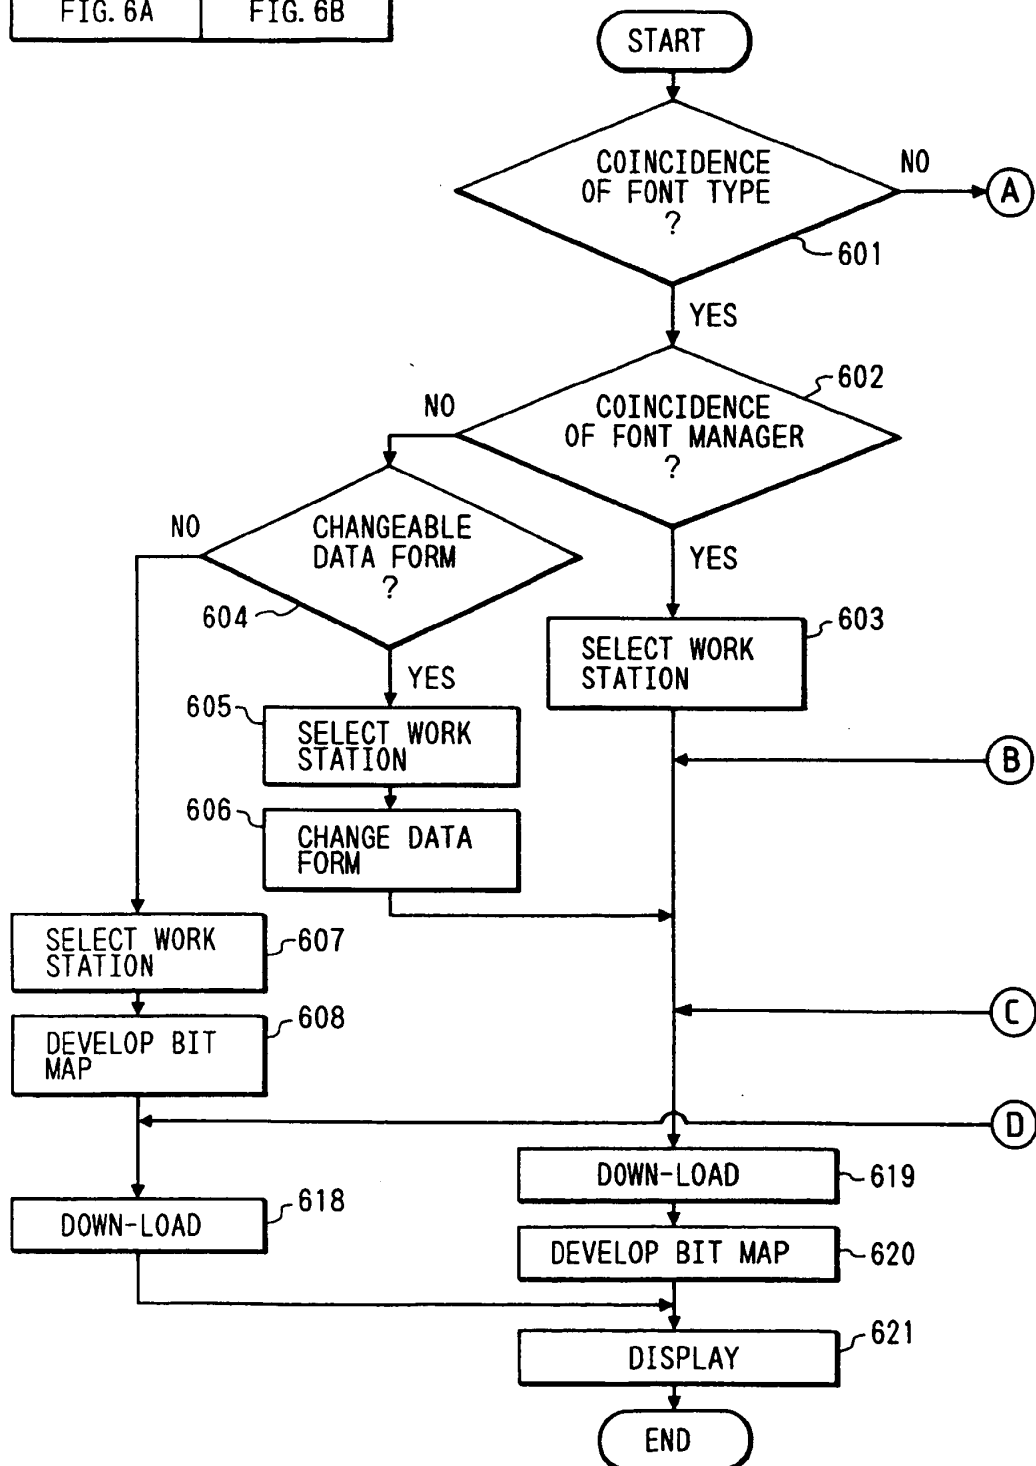 FIG. 6A
FIG. 6B
START
COINCIDENCE
OF FONT TYPE
?
NO
A
601
YES
602
COINCIDENCE
OF FONT MANAGER
?
NO
CHANGEABLE
DATA FORM
?
NO
604
YES
YES
603
SELECT WORK
STATION
605
SELECT WORK
STATION
B
606
CHANGE DATA
FORM
SELECT WORK
STATION
607
C
608
DEVELOP BIT
MAP
D
DOWN-LOAD
619
618
DOWN-LOAD
DEVELOP BIT MAP
620
621
DISPLAY
END